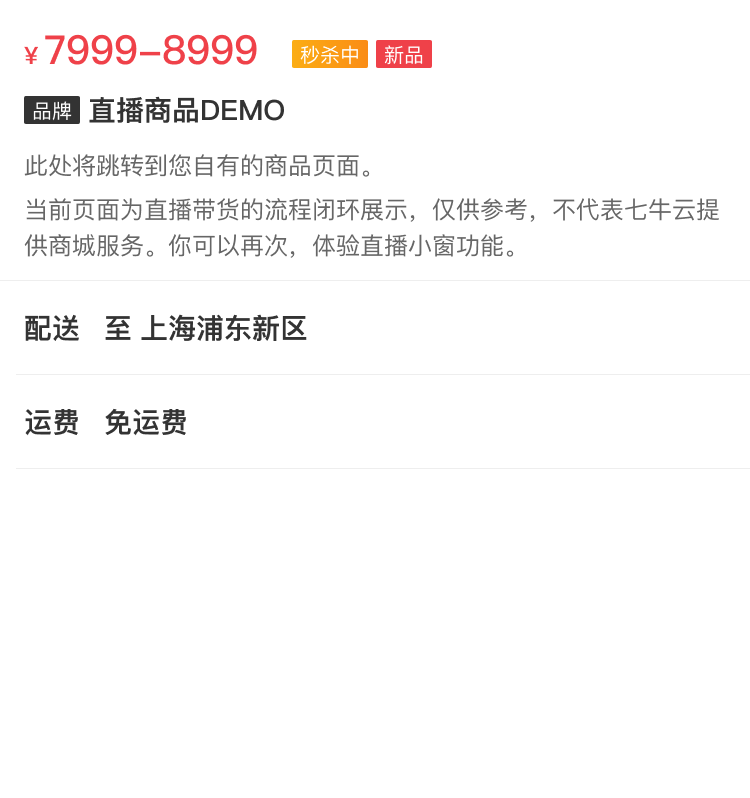 ¥ 7999-8999 秒杀中 新品
品牌 直播商品DEMO
此处将跳转到您自有的商品页面。
当前页面为直播带货的流程闭环展示，仅供参考，不代表七牛云提
供商城服务。你可以再次，体验直播小窗功能。
配送 至 上海浦东新区
运费 免运费